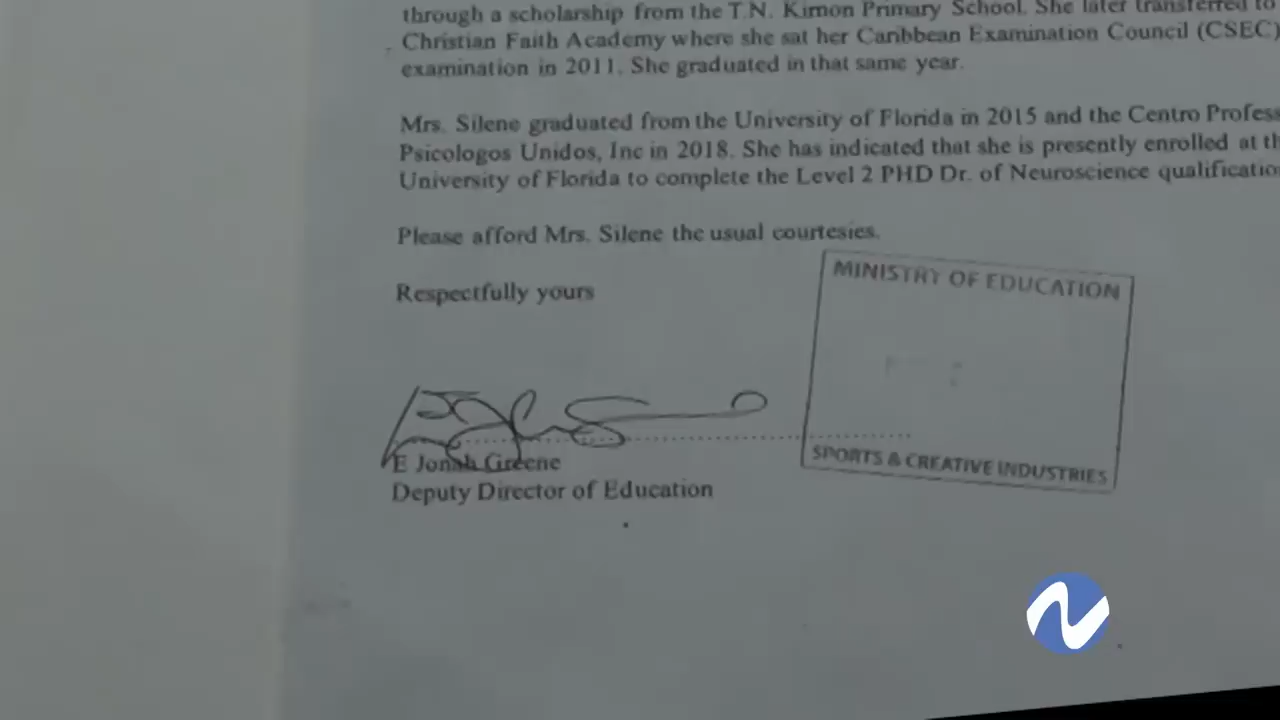 through a scholarship from the T.N. Kirnon Primary School. She later transferred to
Christian Faith Academy where she sat her Caribbean Examination Council (CSEC)
examination in 2011. She graduated in that same year.
Mrs. Silene graduated from the University of Florida in 2015 and the Centro Profess
Psicologos Unidos, Inc in 2018. She has indicated that she is presently enrolled at th
University of Florida to complete the Level 2 PHD Dr. of Neuroscience qualificatio
Please afford Mrs. Silene the usual courtesies.
Respectfully yours
MINISTRY OF EDUCATION
SPORTS & CREATIVE INDUSTRIES
E Jonah Greene
Deputy Director of Education